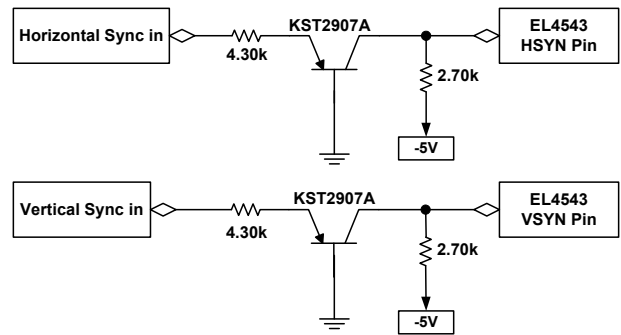 Horizontal Sync in
4.30k
KST2907A
2.70k
-5V
EL4543
HSYN Pin
Vertical Sync in
4.30k
KST2907A
2.70k
-5V
EL4543
VSYN Pin